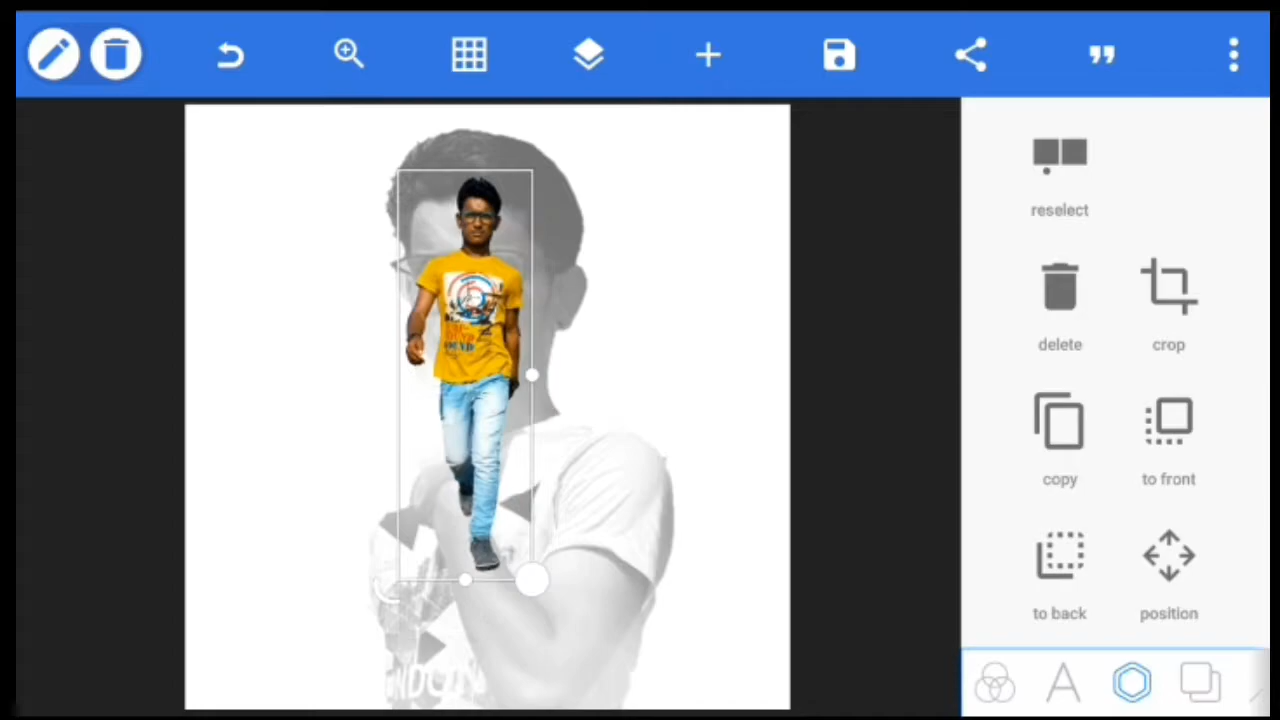 reselect
delete
crop
copy
to front
to back
position